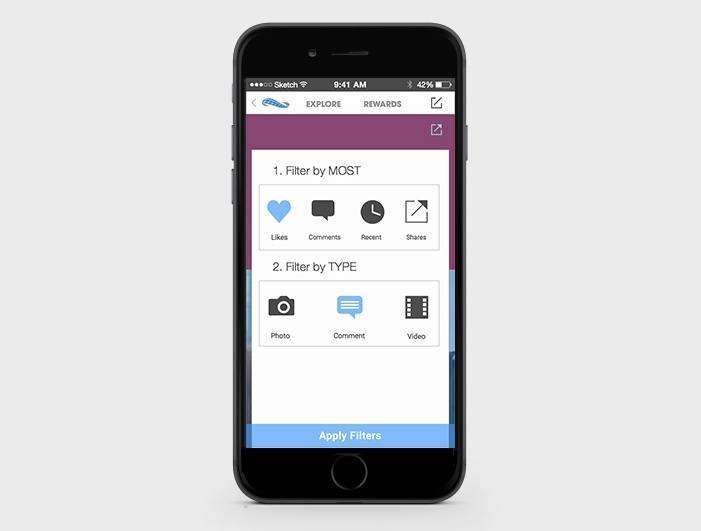 Sketch 9:41 AM 42%
EXPLORE REWARDS
1. Filter by MOST
Likes Comments Recent Shares
2. Filter by TYPE
Photo Comment Video
Apply Filters